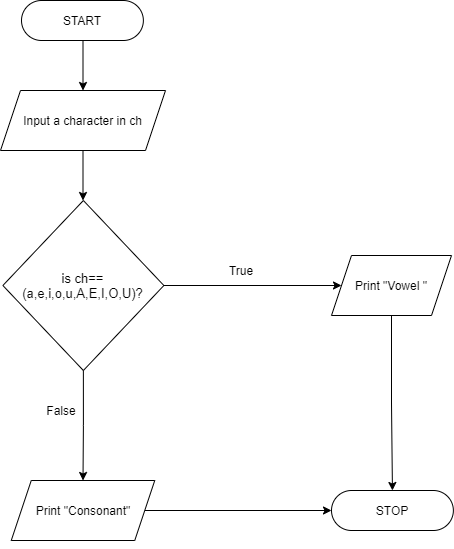 START
Input a character in ch
is ch==
(a,e,i,o,u,A,E,I,O,U)?
True
Print "Vowel "
False
Print "Consonant"
STOP